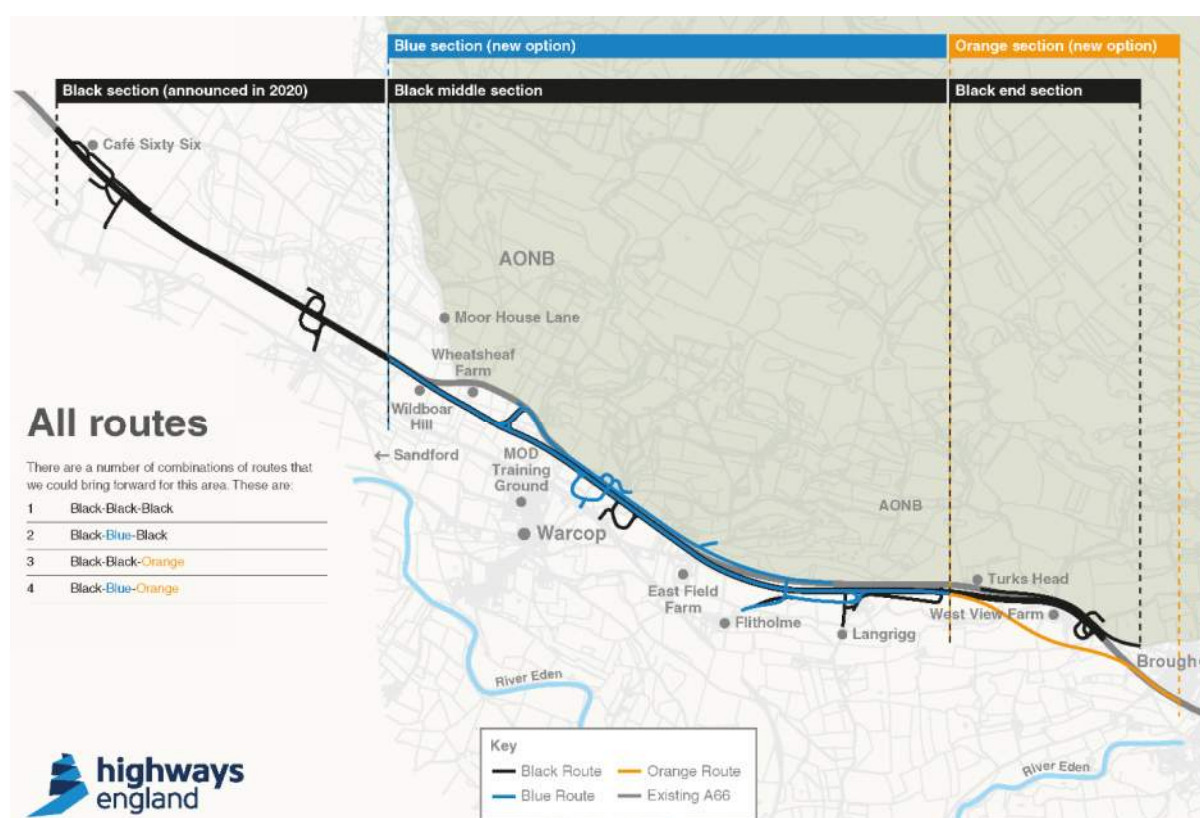 Blue section (new option)
Orange section (new option)
Black section (announced in 2020)
Black middle section
Black end section
Café Sixty Six
AONB
Moor House Lane
Wheatsheaf
Farm
Wildboar
Hill
All routes
There are a number of combinations of routes that
we could bring forward for this area. These are:
1 Black-Black-Black
2 Black-Blue-Black
3 Black-Black-Orange
4 Black-Blue-Orange
← Sandford
MOD
Training
Ground
Warcop
AONB
East Field
Farm
Flitholme
Langrigg
Turks Head
West View Farm
Brough
River Eden
River Eden
Key
Black Route
Orange Route
Blue Route
Existing A66
highways
england